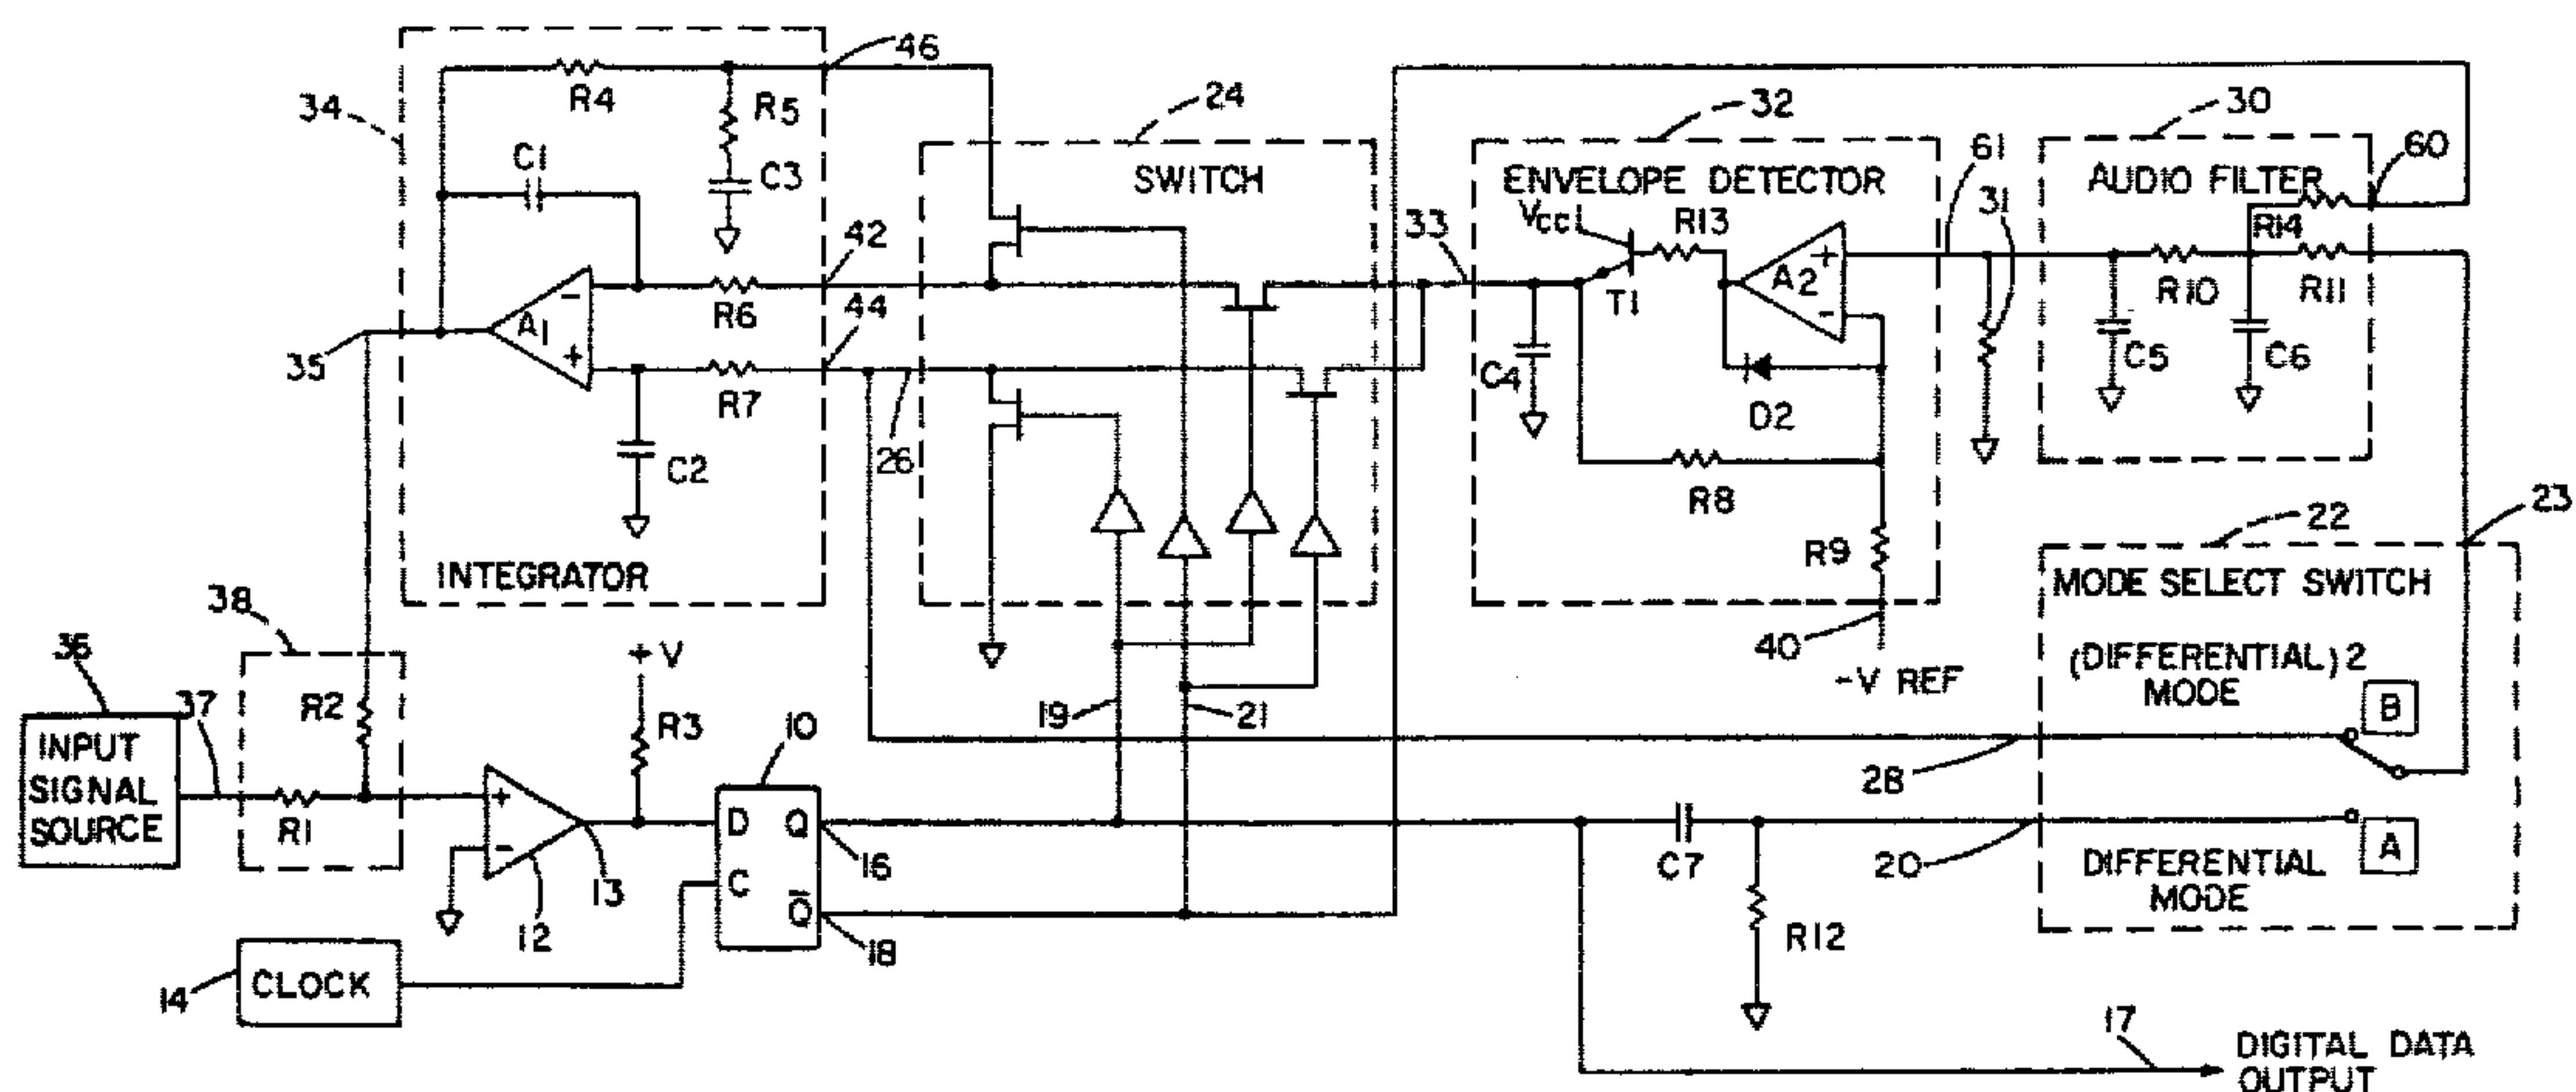 46
R4
R5
34
24
32
30
C1
C3
SWITCH
ENVELOPE DETECTOR
61
AUDIO FILTER
60
31
VCC
R13
R14
33
42
A2
+
-
R10
R11
T1
-
A1
+
R6
44
35
C4
C5
C6
R7
D2
26
C2
R8
23
22
R9
INTEGRATOR
MODE SELECT SWITCH
38
36
+V
40
(DIFFERENTIAL) 2
MODE
-V REF
37
R2
R3
10
19
21
B
INPUT
SIGNAL
SOURCE
28
R1
+
-
D Q
C
Q̅
13
16
C7
20
A
DIFFERENTIAL
MODE
12
18
R12
14
CLOCK
17
DIGITAL DATA
OUTPUT